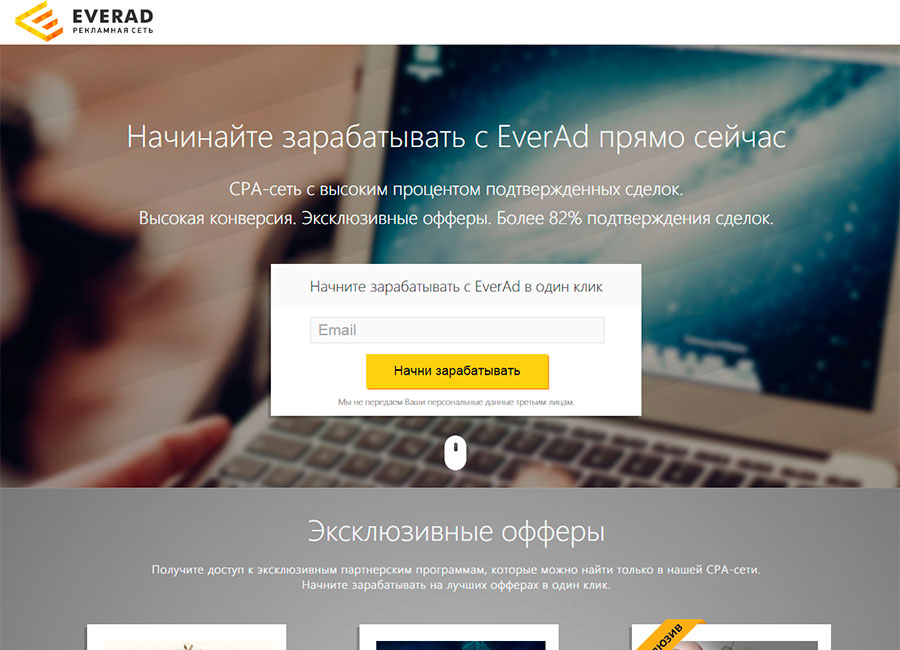 EVERAD
РЕКЛАМНАЯ СЕТЬ
Начинайте зарабатывать с EverAd прямо сейчас
CPA-сеть с высоким процентом подтвержденных сделок.
Высокая конверсия. Эксклюзивные офферы. Более 82% подтверждения сделок.
Начните зарабатывать с EverAd в один клик
Email
Начни зарабатывать
Мы не передаем Ваши персональные данные третьим лицам.
Эксклюзивные офферы
Получите доступ к эксклюзивным партнерским программам, которые можно найти только в нашей CPA-сети.
Начните зарабатывать на лучших офферах в один клик.